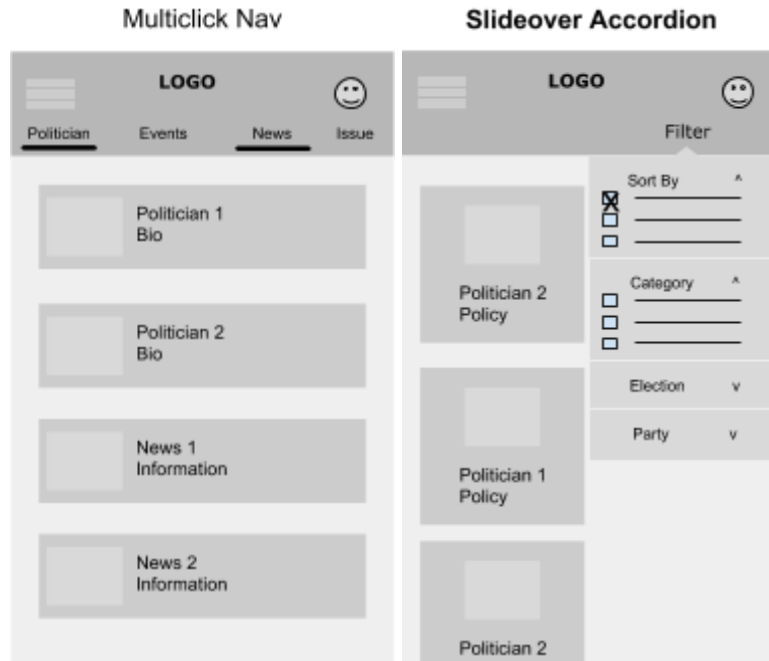 Multiclick Nav
LOGO
Politician Events News Issue
Politician 1
Bio
Politician 2
Bio
News 1
Information
News 2
Information
Slideover Accordion
LOGO
Filter
Sort By ^
Category ^
Election v
Party v
Politician 2
Policy
Politician 1
Policy
Politician 2